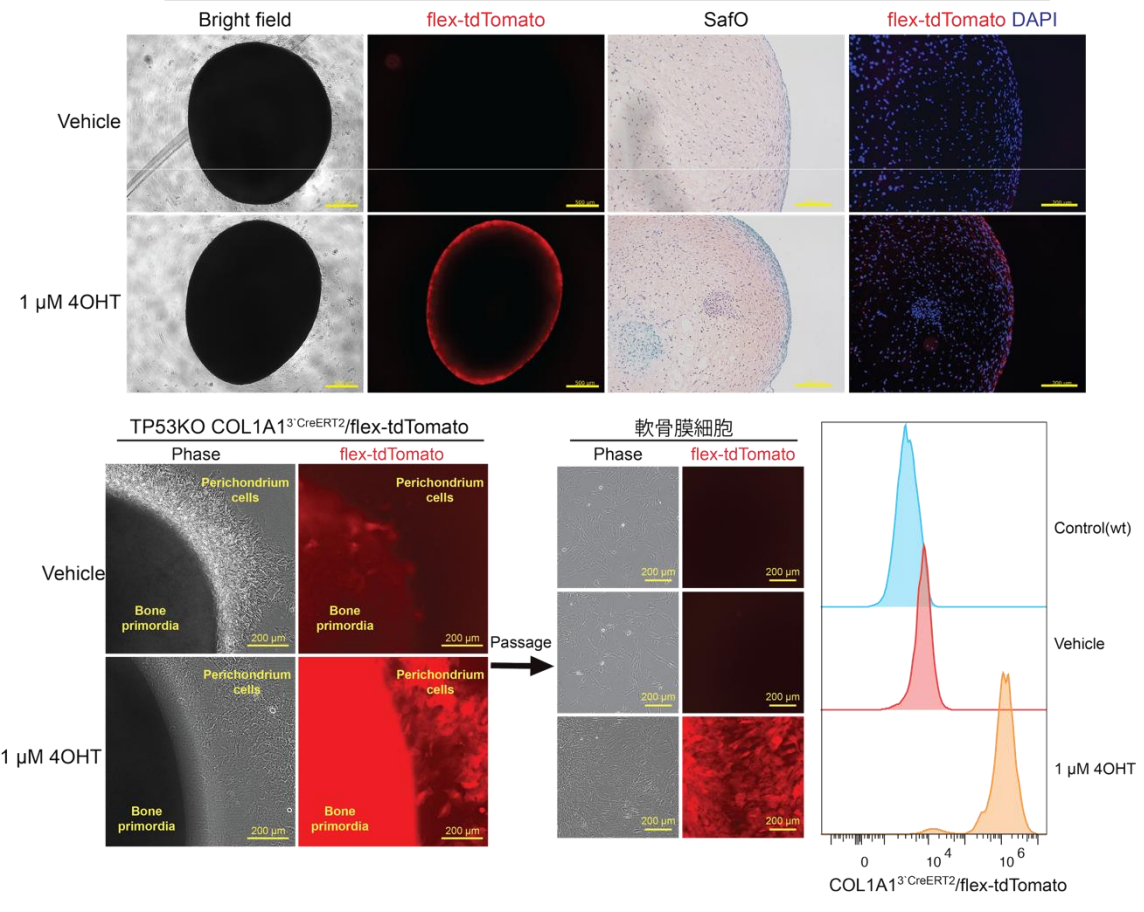 Bright field flex-tdTomato SafO flex-tdTomato DAPI
Vehicle
500 µm 200 µm
1 µM 4OHT
500 µm 200 µm
TP53KO COL1A13`CreERT2/flex-tdTomato
Phase flex-tdTomato
Vehicle
Perichondrium cells
Bone primordia
200 µm
Perichondrium cells
Bone primordia
200 µm
1 µM 4OHT
Perichondrium cells
Bone primordia
200 µm
Perichondrium cells
Bone primordia
200 µm
Passage
軟骨膜細胞
Phase flex-tdTomato
200 µm 200 µm
200 µm 200 µm
200 µm 200 µm
Control(wt)
Vehicle
1 µM 4OHT
0 10 4 10 6
COL1A13`CreERT2/flex-tdTomato